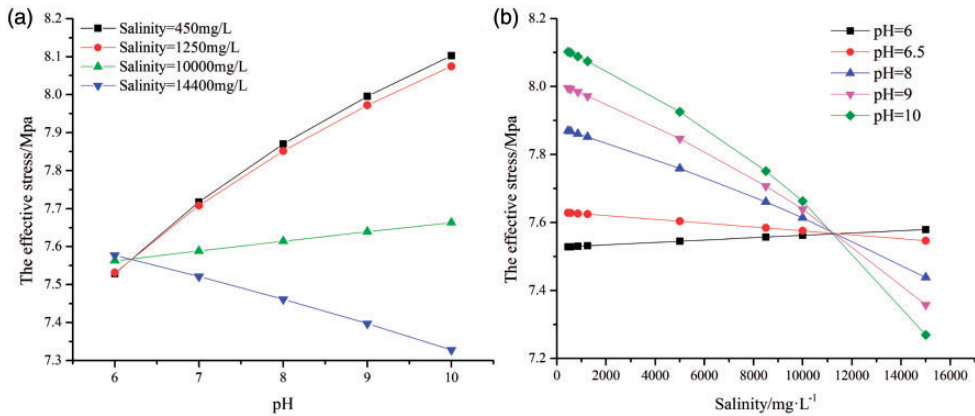 (a)
Salinity=450mg/L
Salinity=1250mg/L
Salinity=10000mg/L
Salinity=14400mg/L
The effective stress/Mpa
8.2
8.1
8.0
7.9
7.8
7.7
7.6
7.5
7.4
7.3
6 7 8 9 10
pH
(b)
pH=6
pH=6.5
pH=8
pH=9
pH=10
The effective stress/Mpa
8.2
8.0
7.8
7.6
7.4
7.2
0 2000 4000 6000 8000 10000 12000 14000 16000
Salinity/mg·L⁻¹